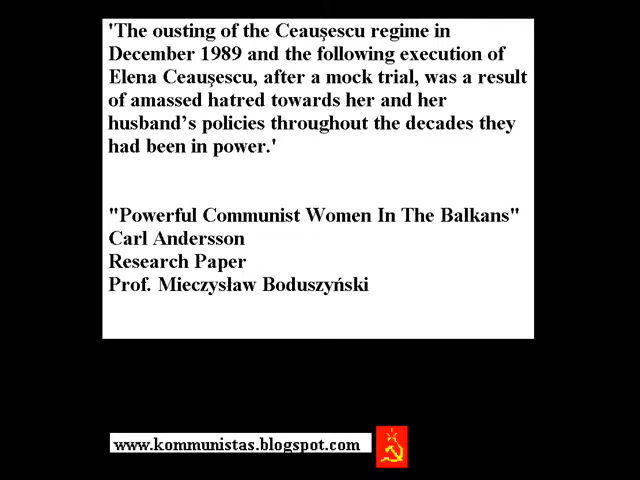 'The ousting of the Ceauşescu regime in
December 1989 and the following execution of
Elena Ceauşescu, after a mock trial, was a result
of amassed hatred towards her and her
husband’s policies throughout the decades they
had been in power.'
"Powerful Communist Women In The Balkans"
Carl Andersson
Research Paper
Prof. Mieczysław Boduszyński
www.kommunistas.blogspot.com